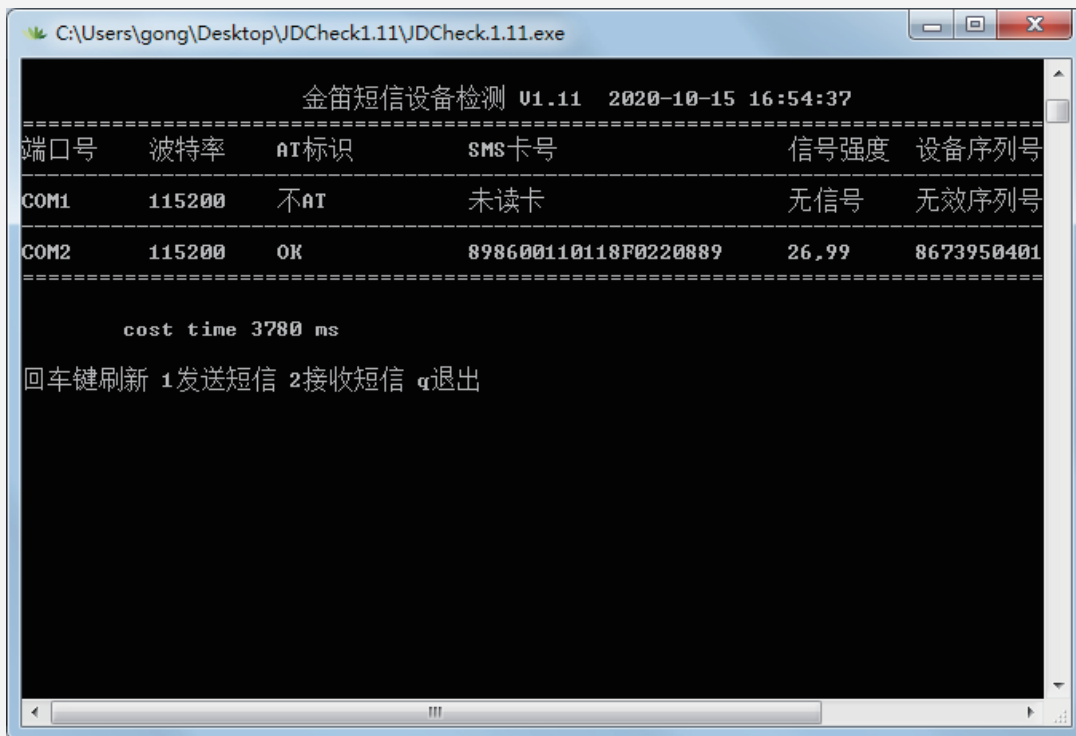 C:\Users\gong\Desktop\JDCheck1.11\JDCheck.1.11.exe
金笛短信设备检测 V1.11 2020-10-15 16:54:37
端口号 波特率 AT标识 SMS卡号 信号强度 设备序列号
COM1 115200 不AT 未读卡 无信号 无效序列号
COM2 115200 OK 898600110118F0220889 26,99 8673950401
cost time 3780 ms
回车键刷新 1发送短信 2接收短信 q退出